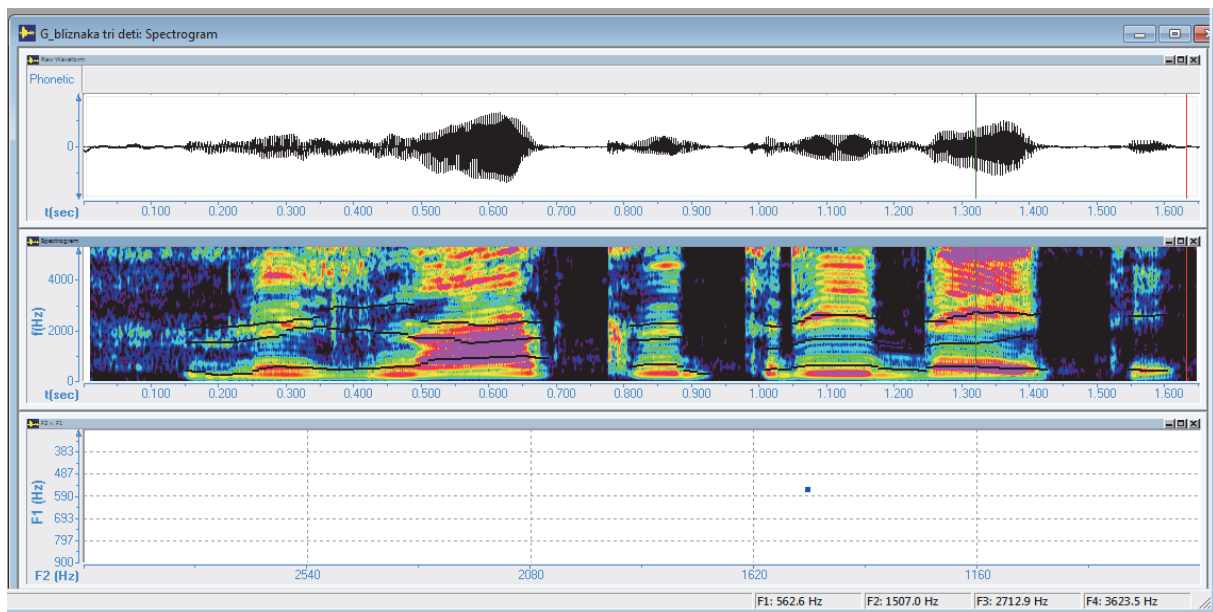 G_bliznaka tri deti: Spectrogram
Raw Waveform
Phonetic
0
t(sec) 0.100 0.200 0.300 0.400 0.500 0.600 0.700 0.800 0.900 1.000 1.100 1.200 1.300 1.400 1.500 1.600
Spectrogram
4000
f(Hz)
2000
0
t(sec) 0.100 0.200 0.300 0.400 0.500 0.600 0.700 0.800 0.900 1.000 1.100 1.200 1.300 1.400 1.500 1.600
F2 x F1
383
487
F1 (Hz)
590
693
797
900
F2 (Hz) 2540 2080 1620 1160
F1: 562.6 Hz F2: 1507.0 Hz F3: 2712.9 Hz F4: 3623.5 Hz